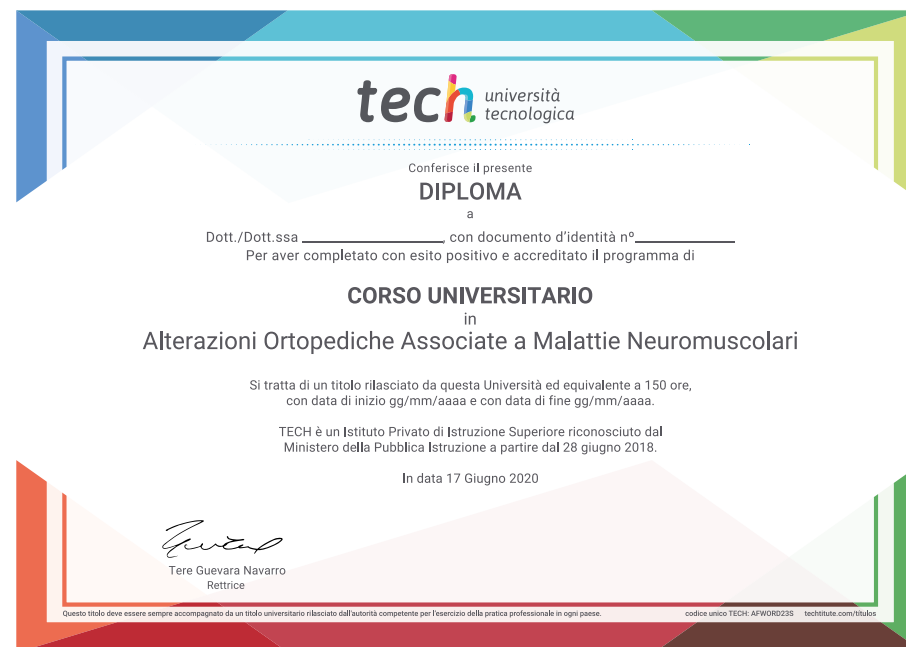 tech università
tecnologica
Conferisce il presente
DIPLOMA
a
Dott./Dott.ssa ____________________, con documento d'identità nº______________
Per aver completato con esito positivo e accreditato il programma di
CORSO UNIVERSITARIO
in
Alterazioni Ortopediche Associate a Malattie Neuromuscolari
Si tratta di un titolo rilasciato da questa Università ed equivalente a 150 ore,
con data di inizio gg/mm/aaaa e con data di fine gg/mm/aaaa.
TECH è un Istituto Privato di Istruzione Superiore riconosciuto dal
Ministero della Pubblica Istruzione a partire dal 28 giugno 2018.
In data 17 Giugno 2020
Tere Guevara Navarro
Rettrice
Questo titolo deve essere sempre accompagnato da un titolo universitario rilasciato dall'autorità competente per l'esercizio della pratica professionale in ogni paese. codice unico TECH: AFWORD23S techtitute.com/títulos